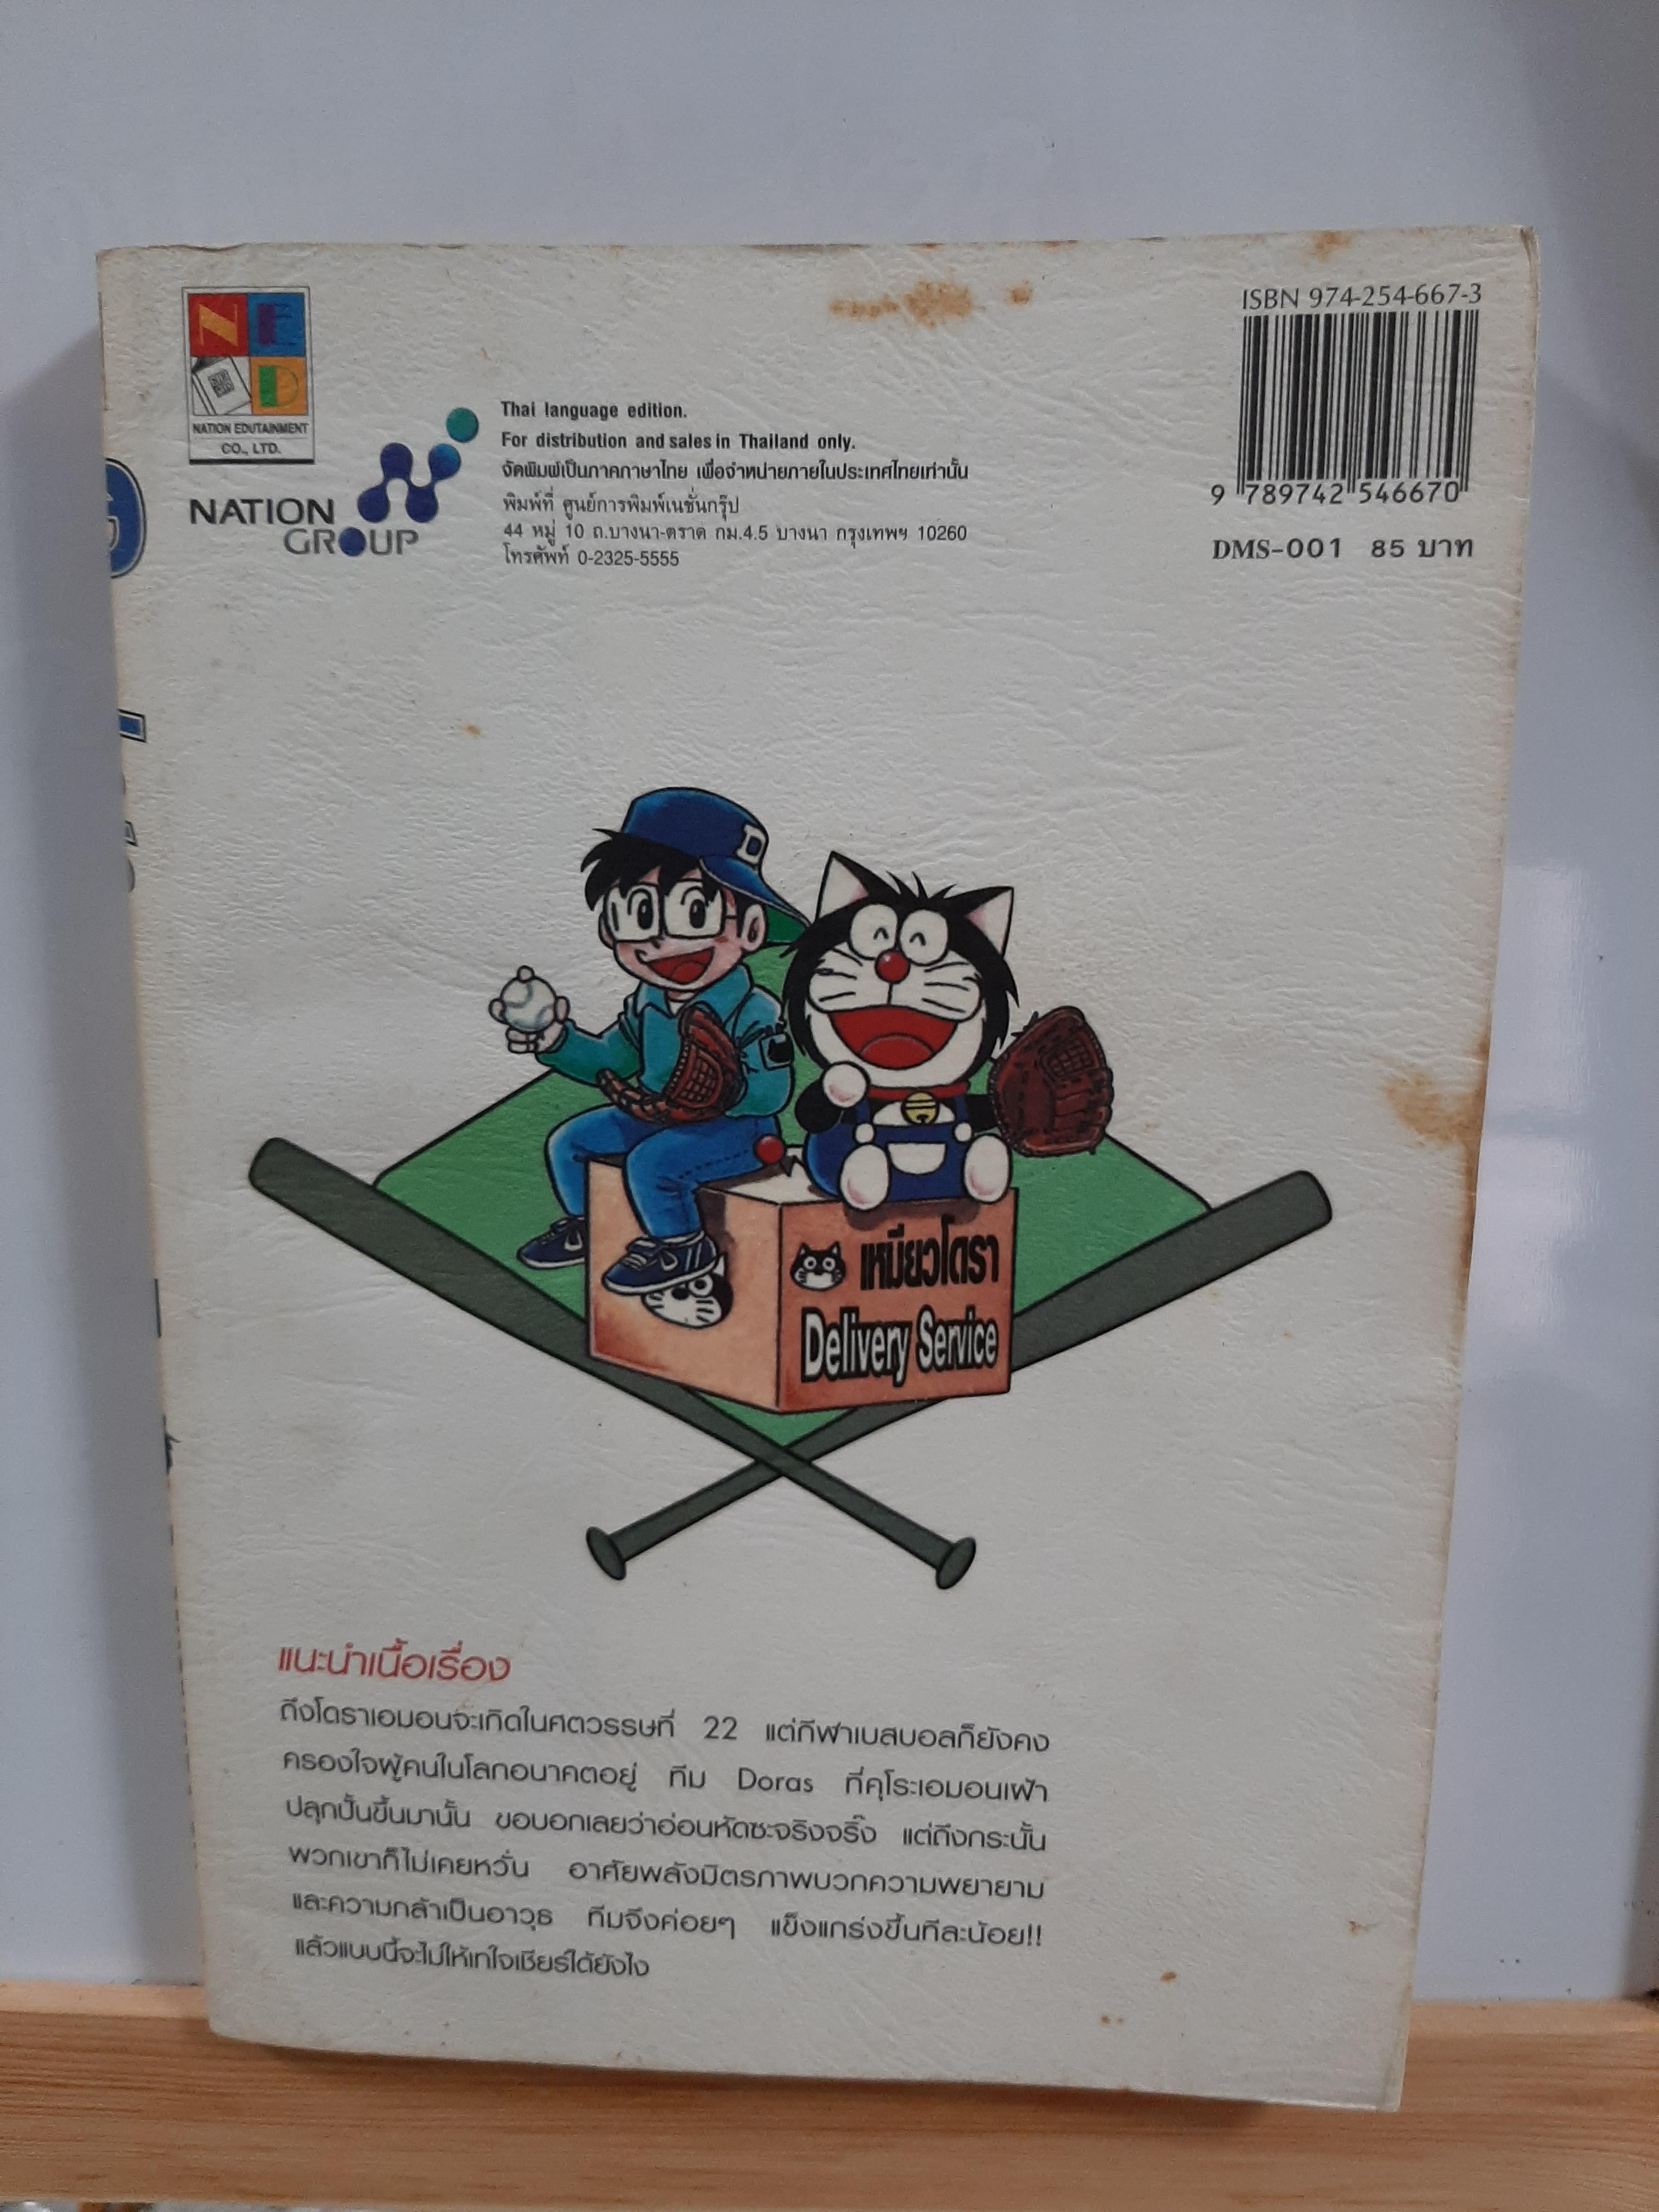 NED
NATION EDUTAINMENT
CO., LTD.
NATION
GROUP
Thai language edition.
For distribution and sales in Thailand only.
จัดพิมพ์เป็นภาคภาษาไทย เพื่อจำหน่ายภายในประเทศไทยเท่านั้น
พิมพ์ที่ ศูนย์การพิมพ์เนชั่นกรุ๊ป
44 หมู่ 10 ถ.บางนา-ตราด กม.4.5 บางนา กรุงเทพฯ 10260
โทรศัพท์ 0-2325-5555
ISBN 974-254-667-3
9 789742 546670
DMS-001 85 บาท
D
เหมียวโดรา
Delivery Service
แนะนำเนื้อเรื่อง
ถึงโดราเอมอนจะเกิดในศตวรรษที่ 22 แต่กีฬาเบสบอลก็ยังคง
ครองใจผู้คนในโลกอนาคตอยู่ ทีม Doras ที่คุโระเอมอนเฝ้า
ปลุกปั้นขึ้นมานั้น ขอบอกเลยว่าอ่อนหัดซะจริงจริ๊ง แต่ถึงกระนั้น
พวกเขาก็ไม่เคยหวั่น อาศัยพลังมิตรภาพบวกความพยายาม
และความกล้าเป็นอาวุธ ทีมจึงค่อยๆ แข็งแกร่งขึ้นทีละน้อย!!
แล้วแบบนี้จะไม่ให้เทใจเชียร์ได้ยังไง